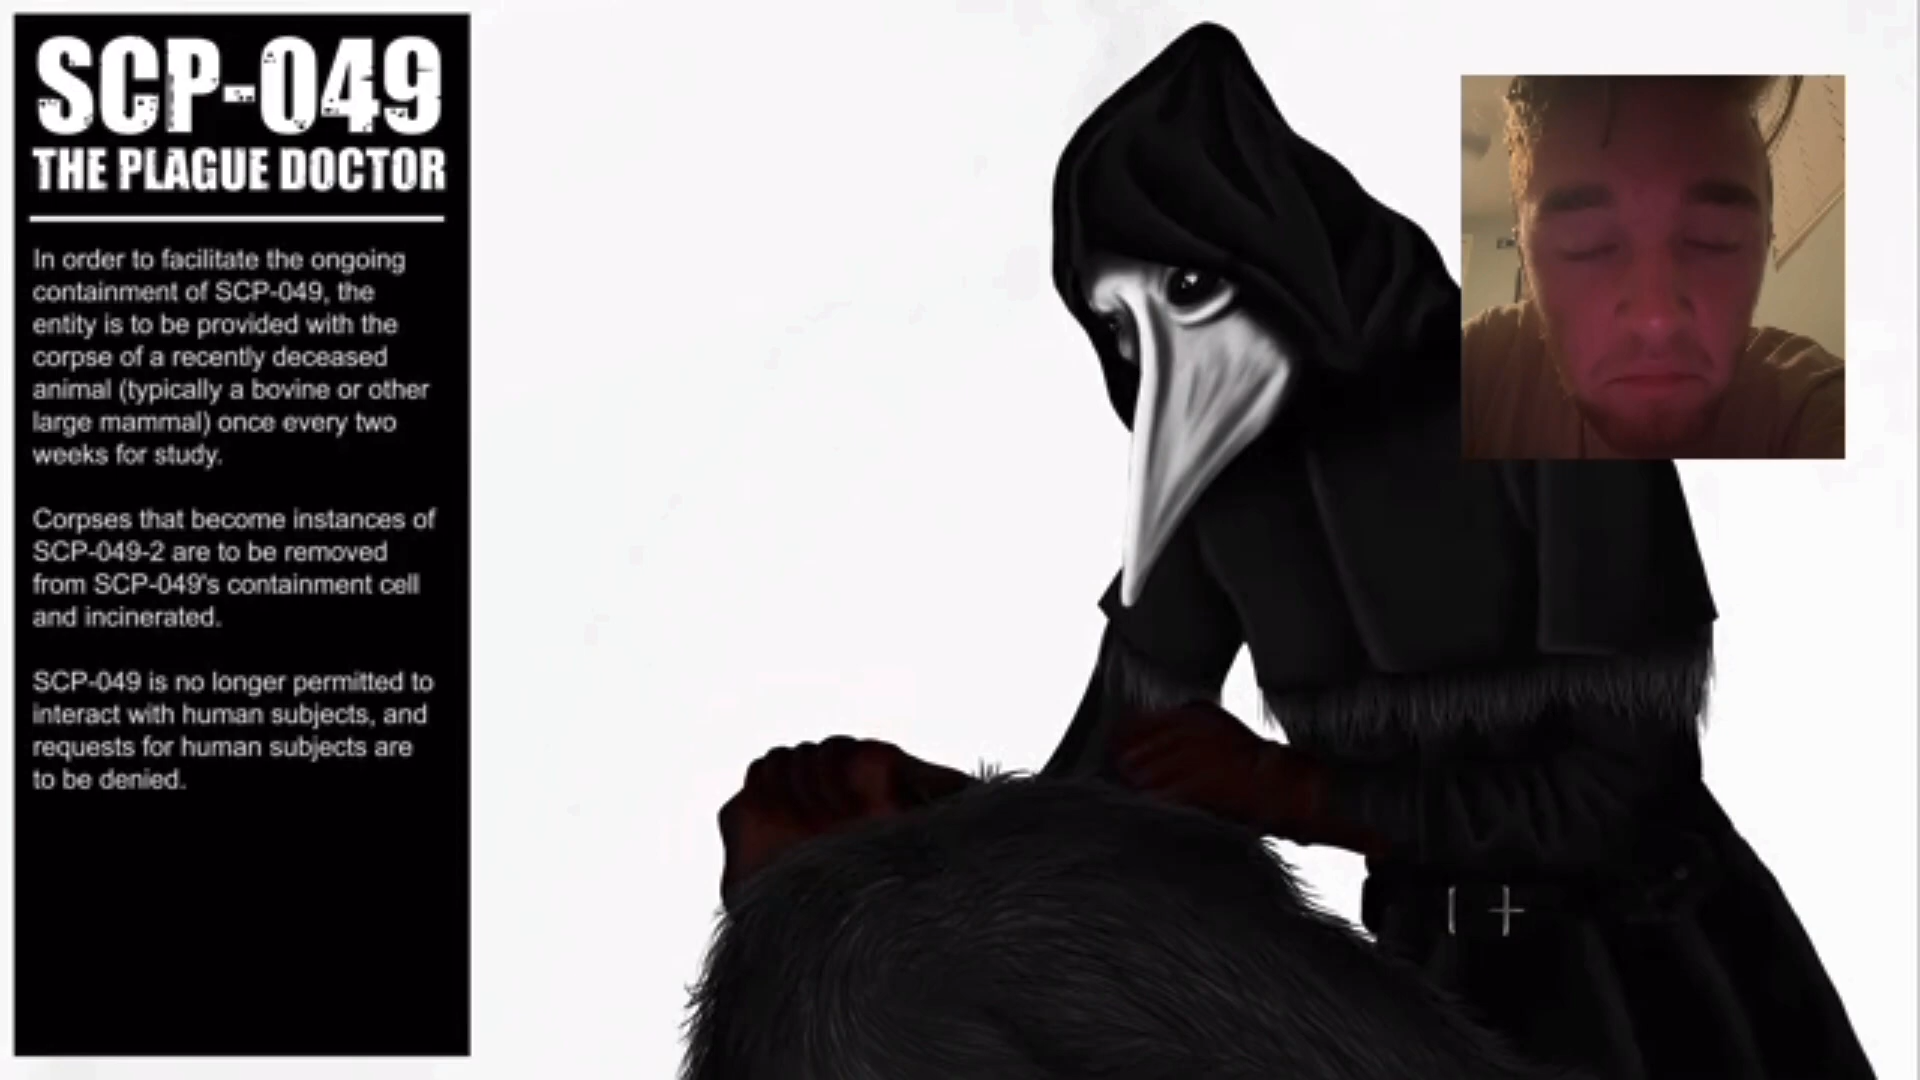 SCP-049
THE PLAGUE DOCTOR
In order to facilitate the ongoing
containment of SCP-049, the
entity is to be provided with the
corpse of a recently deceased
animal (typically a bovine or other
large mammal) once every two
weeks for study.
Corpses that become instances of
SCP-049-2 are to be removed
from SCP-049's containment cell
and incinerated.
SCP-049 is no longer permitted to
interact with human subjects, and
requests for human subjects are
to be denied.